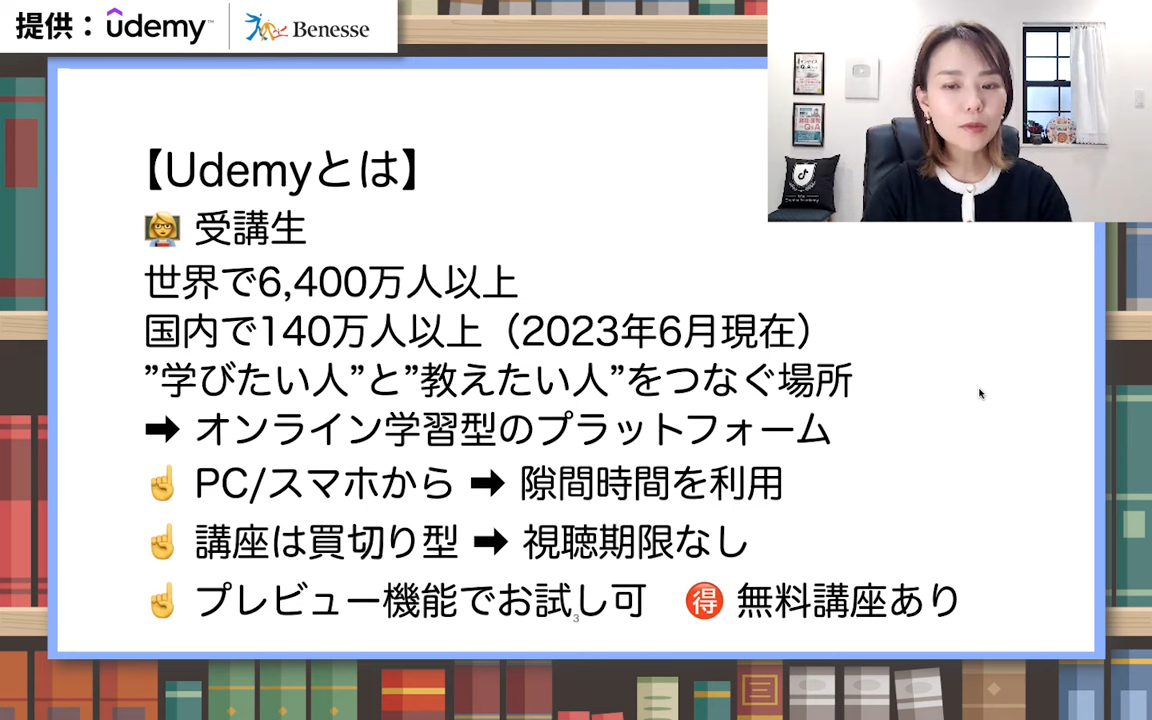 提供：udemy
Benesse
【Udemyとは】
👩‍🏫 受講生
世界で6,400万人以上
国内で140万人以上（2023年6月現在）
”学びたい人”と”教えたい人”をつなぐ場所
➡ オンライン学習型のプラットフォーム
☝ PC/スマホから ➡ 隙間時間を利用
☝ 講座は買切り型 ➡ 視聴期限なし
☝ プレビュー機能でお試し可　🉐 無料講座あり
3